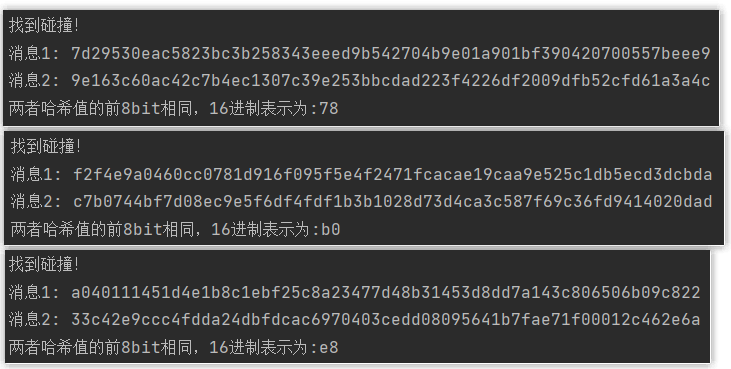 找到碰撞!
消息1: 7d29530eac5823bc3b258343eeed9b542704b9e01a901bf390420700557beee9
消息2: 9e163c60ac42c7b4ec1307c39e253bbcdad223f4226df2009dfb52cfd61a3a4c
两者哈希值的前8bit相同，16进制表示为:78
找到碰撞!
消息1: f2f4e9a0460cc0781d916f095f5e4f2471fcacae19caa9e525c1db5ecd3dcbda
消息2: c7b0744bf7d08ec9e5f6df4fdf1b3b1028d73d4ca3c587f69c36fd9414020dad
两者哈希值的前8bit相同，16进制表示为:b0
找到碰撞!
消息1: a040111451d4e1b8c1ebf25c8a23477d48b31453d8dd7a143c806506b09c822
消息2: 33c42e9ccc4fdda24dbfdcac6970403cedd08095641b7fae71f00012c462e6a
两者哈希值的前8bit相同，16进制表示为:e8